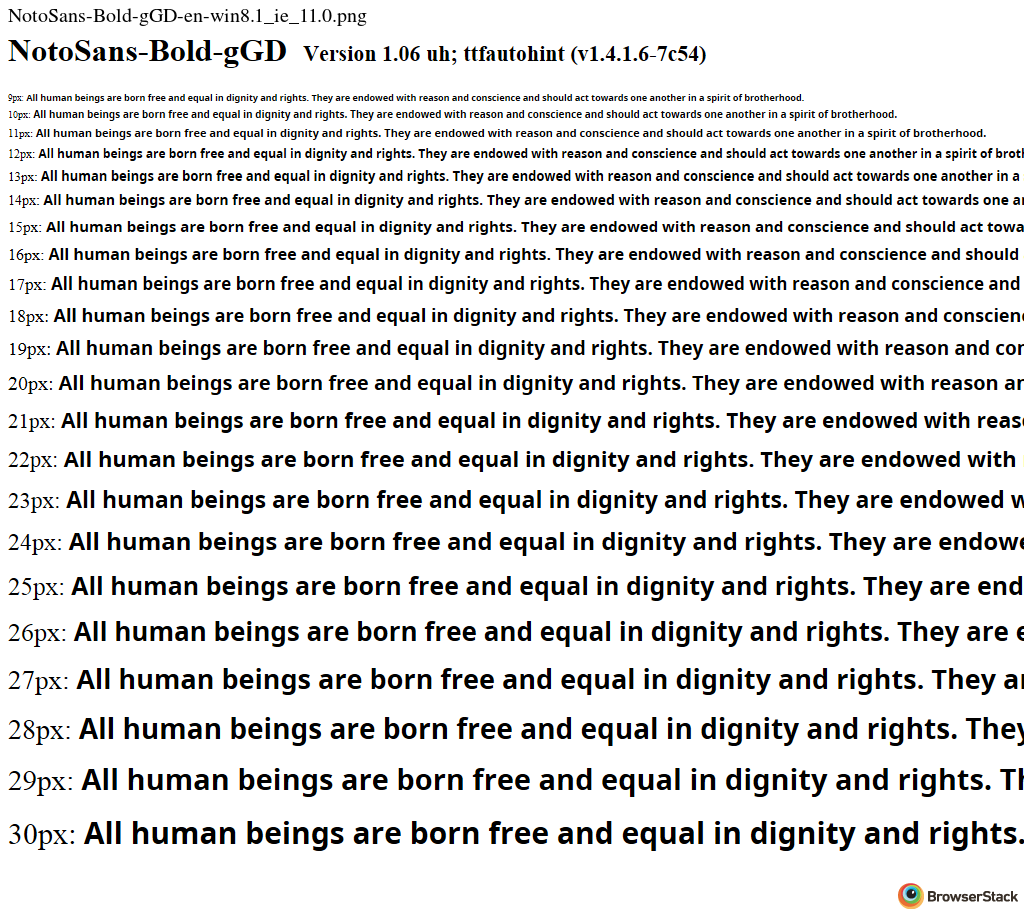 NotoSans-Bold-gGD-en-win8.1_ie_11.0.png
NotoSans-Bold-gGD Version 1.06 uh; ttfautohint (v1.4.1.6-7c54)
9px: All human beings are born free and equal in dignity and rights. They are endowed with reason and conscience and should act towards one another in a spirit of brotherhood.
10px: All human beings are born free and equal in dignity and rights. They are endowed with reason and conscience and should act towards one another in a spirit of brotherhood.
11px: All human beings are born free and equal in dignity and rights. They are endowed with reason and conscience and should act towards one another in a spirit of brotherhood.
12px: All human beings are born free and equal in dignity and rights. They are endowed with reason and conscience and should act towards one another in a spirit of broth
13px: All human beings are born free and equal in dignity and rights. They are endowed with reason and conscience and should act towards one another in a
14px: All human beings are born free and equal in dignity and rights. They are endowed with reason and conscience and should act towards one an
15px: All human beings are born free and equal in dignity and rights. They are endowed with reason and conscience and should act towa
16px: All human beings are born free and equal in dignity and rights. They are endowed with reason and conscience and should
17px: All human beings are born free and equal in dignity and rights. They are endowed with reason and conscience and
18px: All human beings are born free and equal in dignity and rights. They are endowed with reason and conscien
19px: All human beings are born free and equal in dignity and rights. They are endowed with reason and con
20px: All human beings are born free and equal in dignity and rights. They are endowed with reason an
21px: All human beings are born free and equal in dignity and rights. They are endowed with reaso
22px: All human beings are born free and equal in dignity and rights. They are endowed with
23px: All human beings are born free and equal in dignity and rights. They are endowed w
24px: All human beings are born free and equal in dignity and rights. They are endowe
25px: All human beings are born free and equal in dignity and rights. They are end
26px: All human beings are born free and equal in dignity and rights. They are e
27px: All human beings are born free and equal in dignity and rights. They ar
28px: All human beings are born free and equal in dignity and rights. They
29px: All human beings are born free and equal in dignity and rights. Th
30px: All human beings are born free and equal in dignity and rights.
BrowserStack